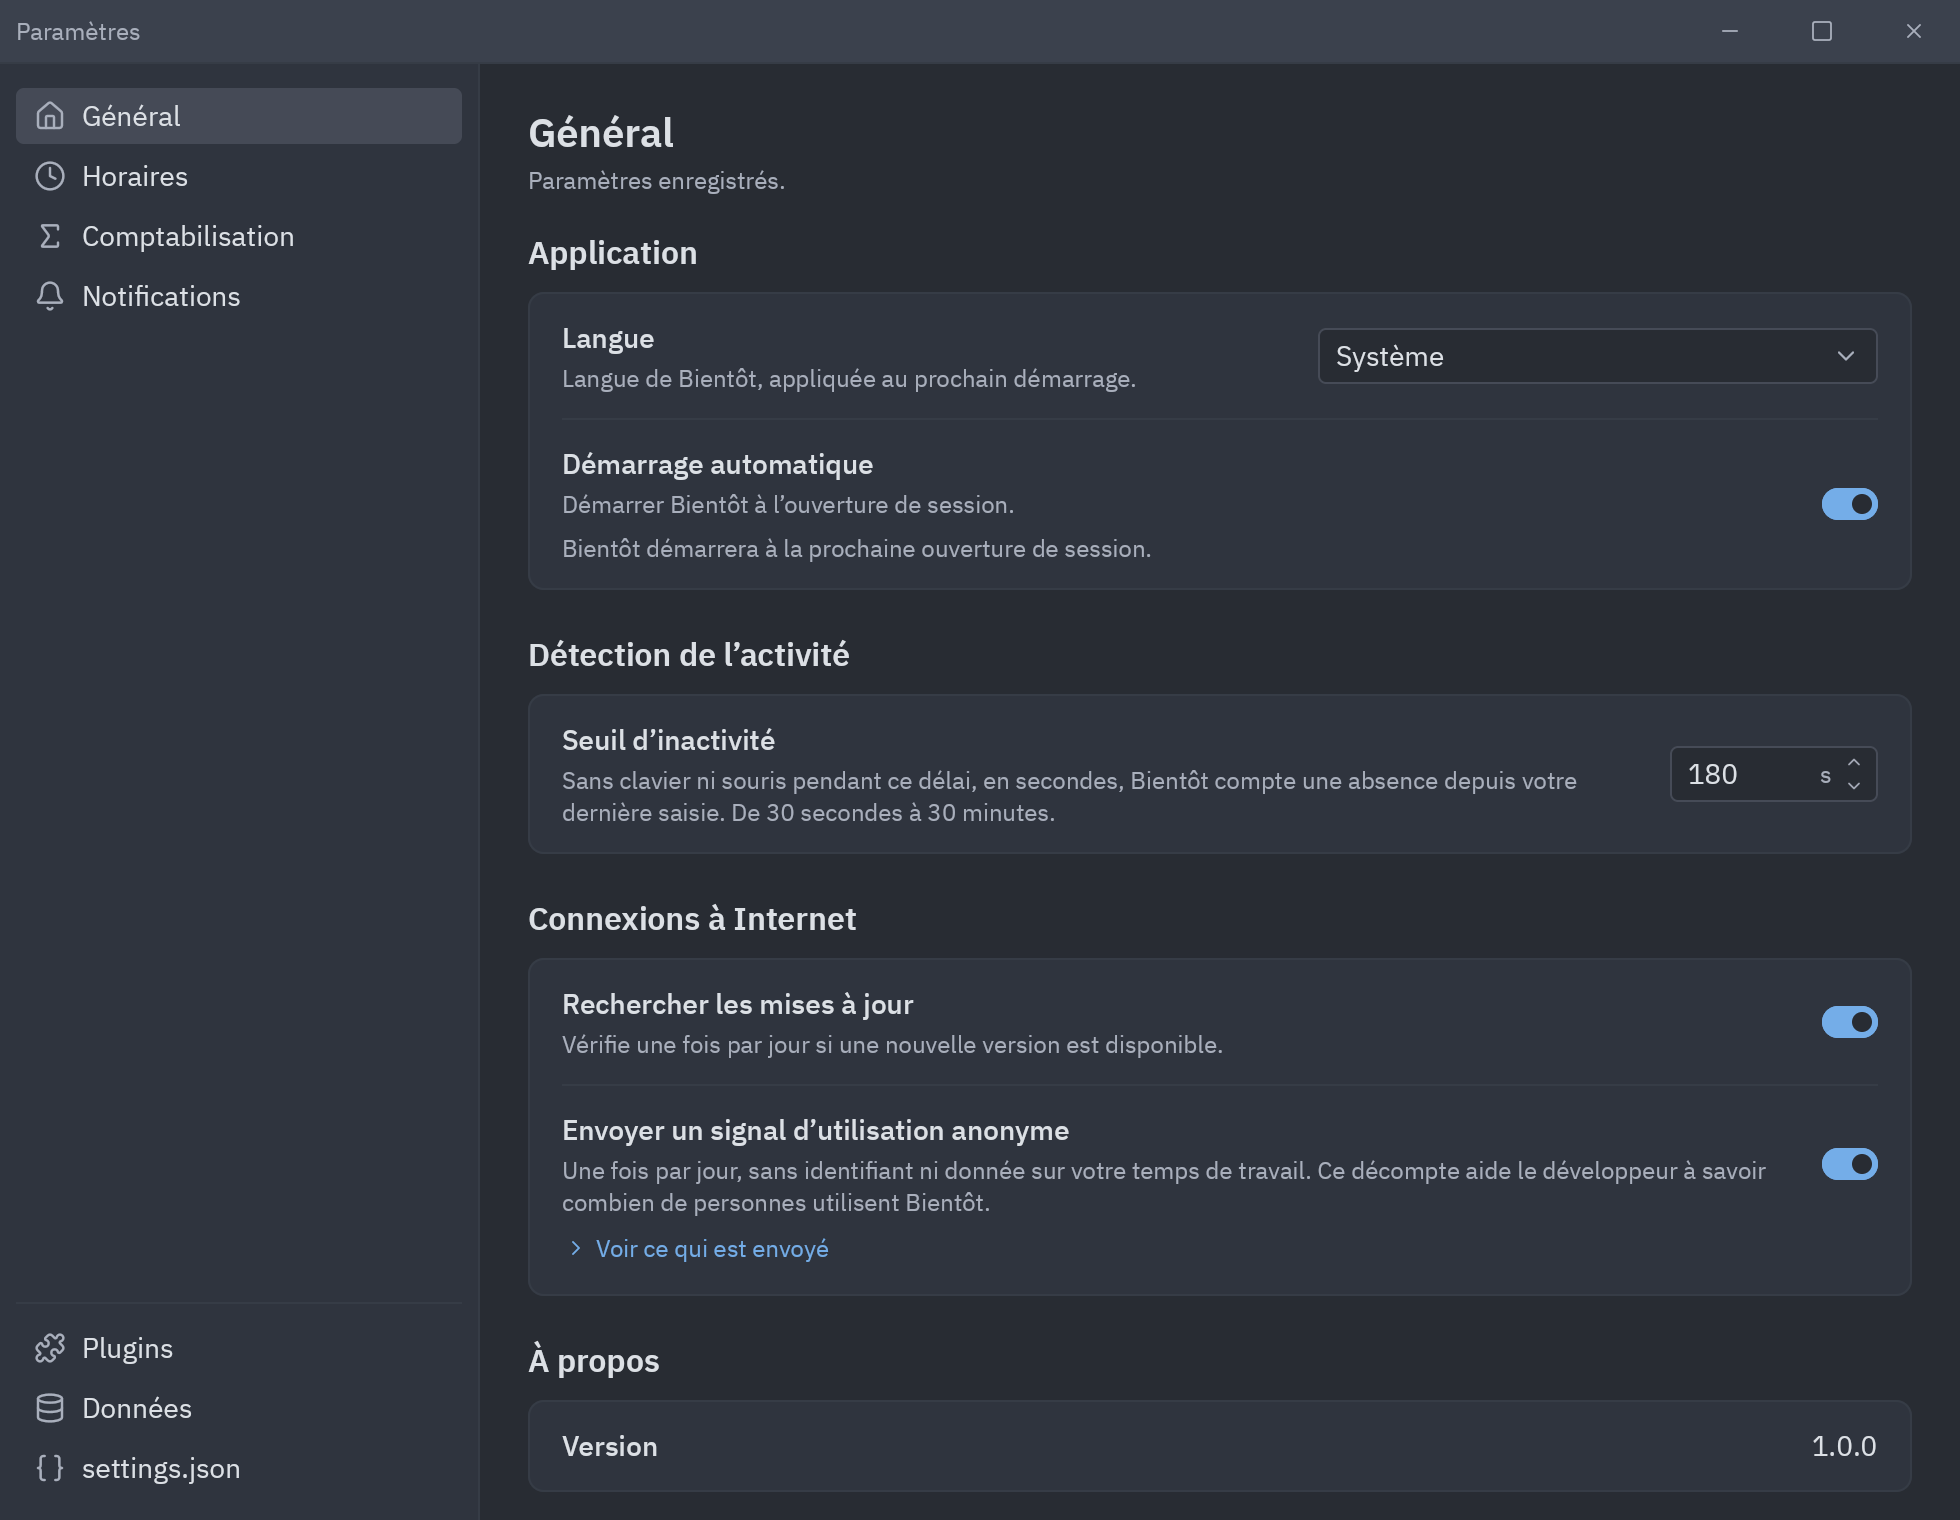 Paramètres
Général
Horaires
Comptabilisation
Notifications
Plugins
Données
settings.json
Général
Paramètres enregistrés.
Application
Langue
Langue de Bientôt, appliquée au prochain démarrage.
Système
Démarrage automatique
Démarrer Bientôt à l’ouverture de session.
Bientôt démarrera à la prochaine ouverture de session.
Détection de l’activité
Seuil d’inactivité
Sans clavier ni souris pendant ce délai, en secondes, Bientôt compte une absence depuis votre
dernière saisie. De 30 secondes à 30 minutes.
180 s
Connexions à Internet
Rechercher les mises à jour
Vérifie une fois par jour si une nouvelle version est disponible.
Envoyer un signal d’utilisation anonyme
Une fois par jour, sans identifiant ni donnée sur votre temps de travail. Ce décompte aide le développeur à savoir
combien de personnes utilisent Bientôt.
Voir ce qui est envoyé
À propos
Version 1.0.0